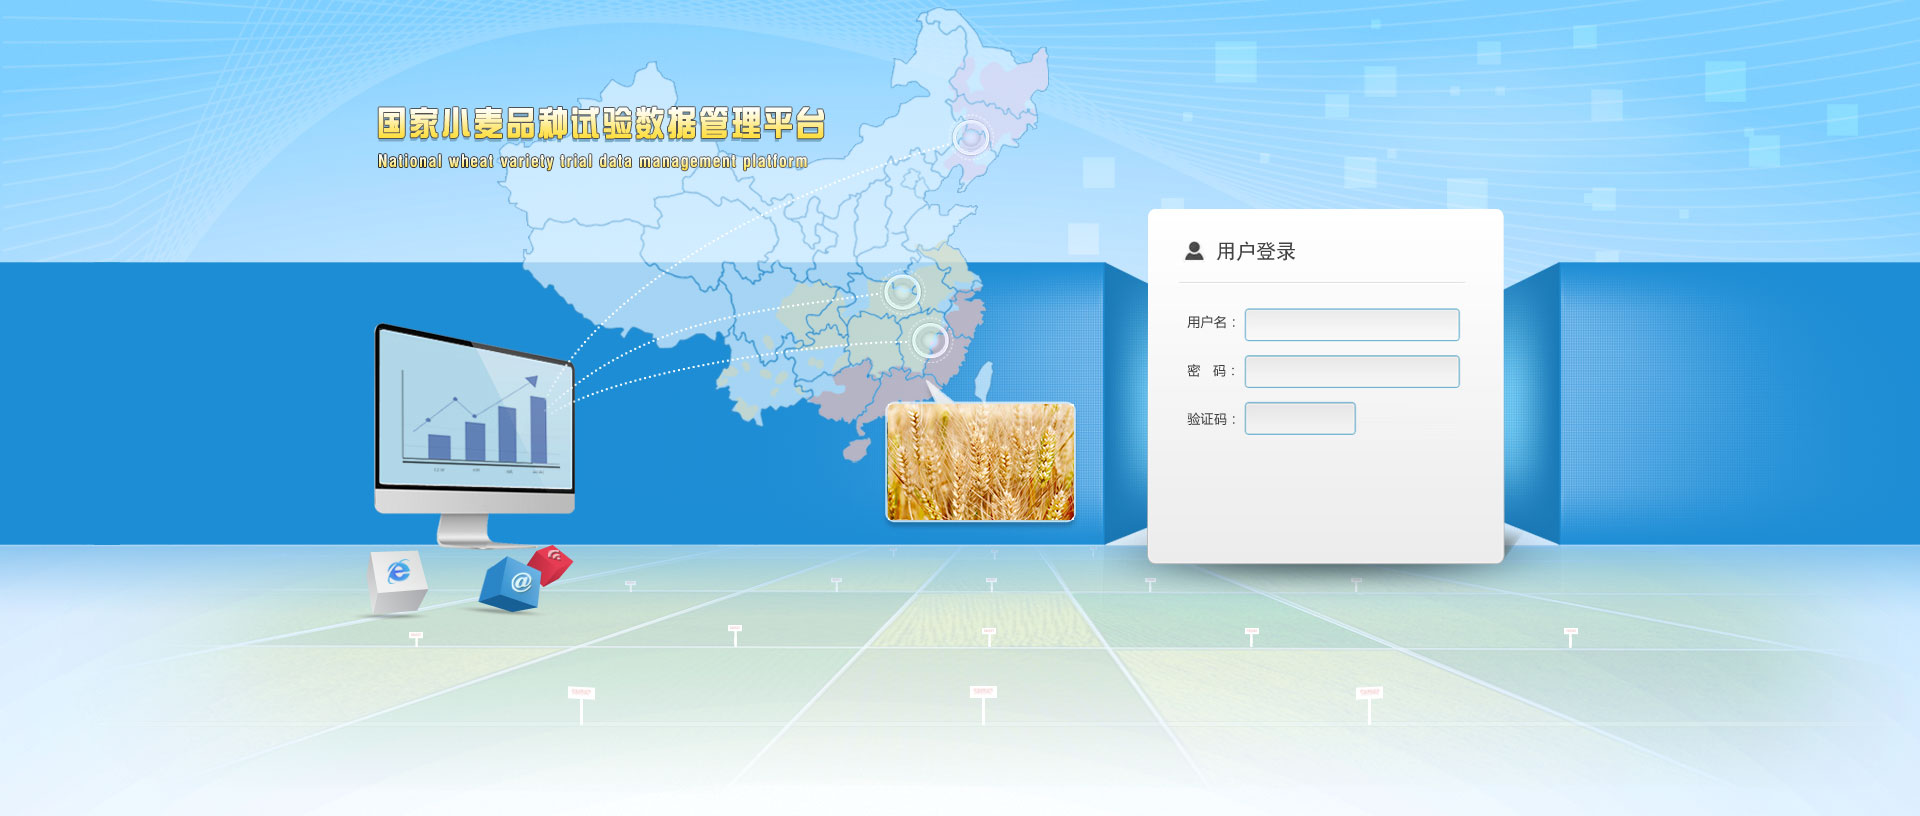 国家小麦品种试验数据管理平台
National wheat variety trial data management platform
用户登录
用户名：
密 码：
验证码：
@